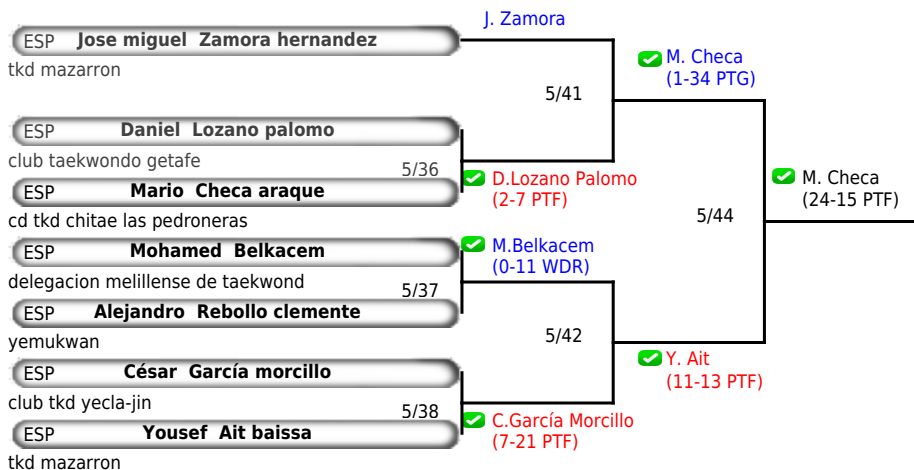 J. Zamora
ESP Jose miguel Zamora hernandez
tkd mazarron
M. Checa
(1-34 PTG)
5/41
ESP Daniel Lozano palomo
club taekwondo getafe
5/36
D.Lozano Palomo
(2-7 PTF)
ESP Mario Checa araque
cd tkd chitae las pedroneras
M. Checa
(24-15 PTF)
5/44
ESP Mohamed Belkacem
delegacion melillense de taekwond
M.Belkacem
(0-11 WDR)
5/37
ESP Alejandro Rebollo clemente
yemukwan
5/42
Y. Ait
(11-13 PTF)
ESP César García morcillo
club tkd yecla-jin
5/38
C.García Morcillo
(7-21 PTF)
ESP Yousef Ait baissa
tkd mazarron